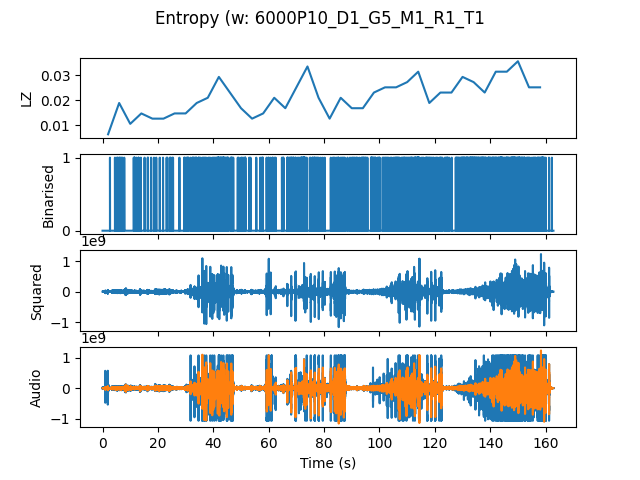 Entropy (w: 6000P10_D1_G5_M1_R1_T1
LZ
0.03
0.02
0.01
Binarised
1
0
1e9
Squared
1
0
−1
1e9
Audio
1
0
−1
0 20 40 60 80 100 120 140 160
Time (s)